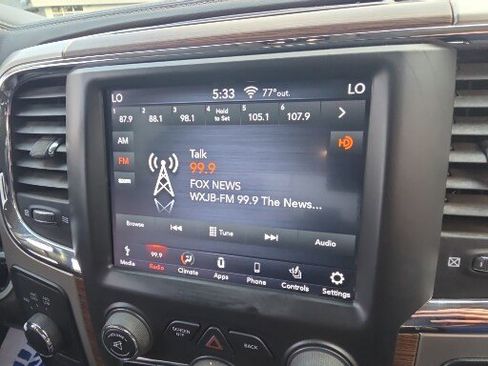 5:33 77° out.
LO LO
1 2 3 4 5 6
87.9 88.1 98.1 Hold to Set 105.1 107.9
AM
FM
Talk
99.9
FOX NEWS
WXJB-FM 99.9 The News...
Browse Tune Audio
99.9
Media Radio Climate Apps Phone Controls Settings
SCREEN OFF
BACK